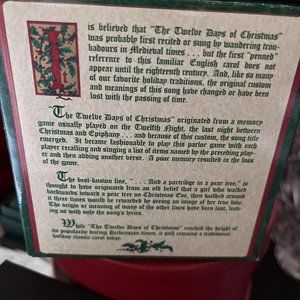 It is believed that "The Twelve Days of Christmas"
was probably first recited or sung by wandering trou-
badours in Medieval times . . . but the first "penned"
reference to this familiar English carol does not
appear until the eighteenth century. And, like so many
of our favorite holiday traditions, the original custom
and meanings of this song have changed or have been
lost with the passing of time.
The "Twelve Days of Christmas" originated from a memory
game usually played on the Twelfth Night, the last night between
Christmas and Epiphany . . . and because of this custom, the song title
emerged. It became fashionable to play this parlor game with each
player recalling and singing a list of items named by the preceding play-
er and then adding another verse. A poor memory resulted in the loss
of the game.
The best-known line, ". . . And a partridge in a pear tree," is
thought to have originated from an old belief that a girl who walked
backwards towards a pear tree on Christmas Eve, then walked around
it three times would be rewarded by seeing an image of her true love.
The origin or meaning of many of the other lines have been lost, leav-
ing us with only the song's lyrics.
While "The Twelve Days of Christmas" reached the height of
its popularity during Dickensian times, it still remains a traditional
holiday classic carol today.